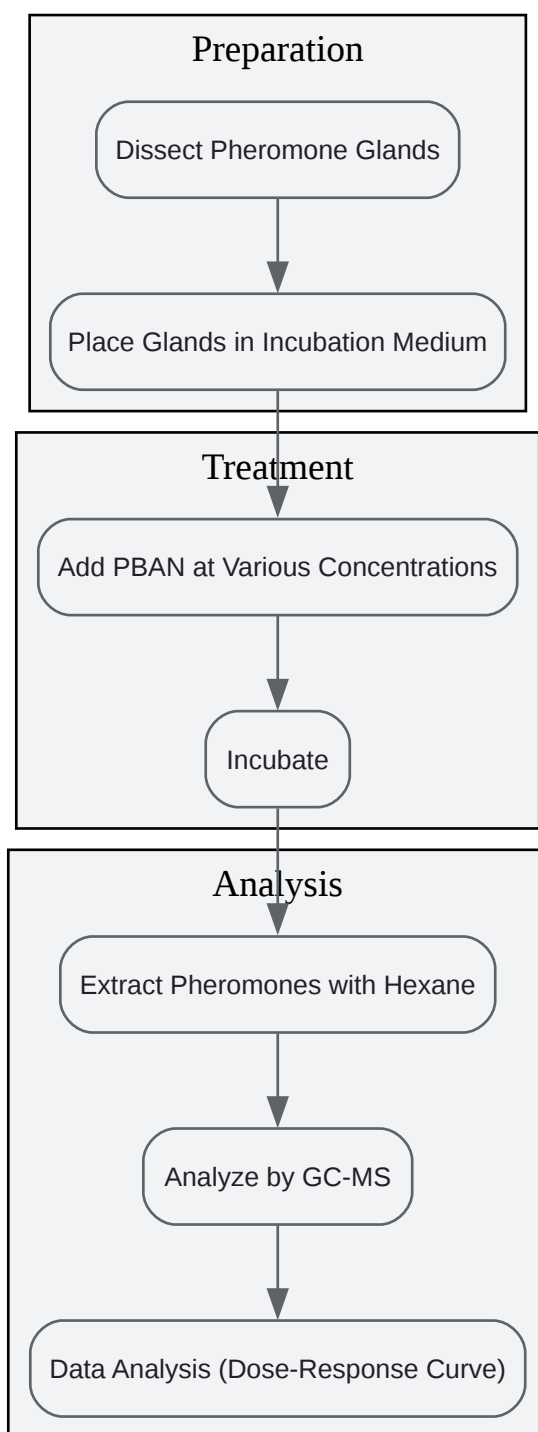 Preparation
Dissect Pheromone Glands
Place Glands in Incubation Medium
Treatment
Add PBAN at Various Concentrations
Incubate
Analysis
Extract Pheromones with Hexane
Analyze by GC-MS
Data Analysis (Dose-Response Curve)